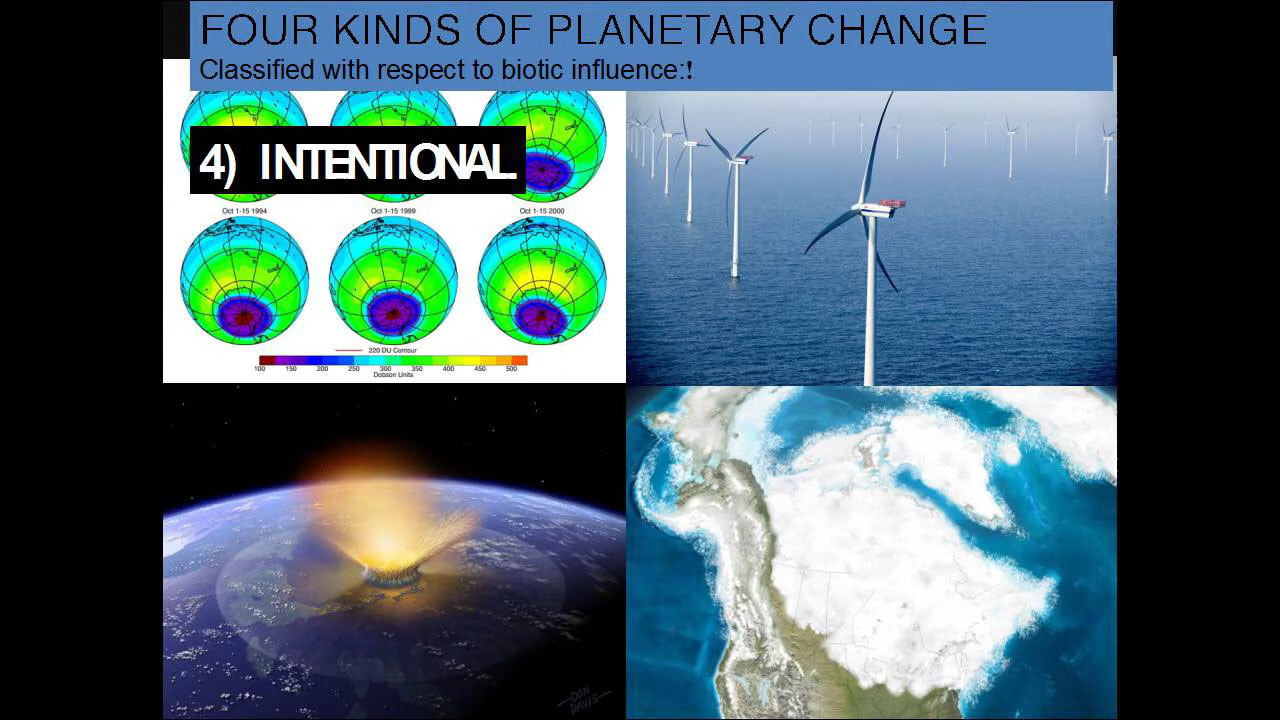 FOUR KINDS OF PLANETARY CHANGE
Classified with respect to biotic influence:!
4) INTENTIONAL
Oct 1-15 1994 Oct 1-15 1999 Oct 1-15 2000
220 DU Contour
100 150 200 250 300 350 400 450 500
Dobson Units
DON
DAVIS